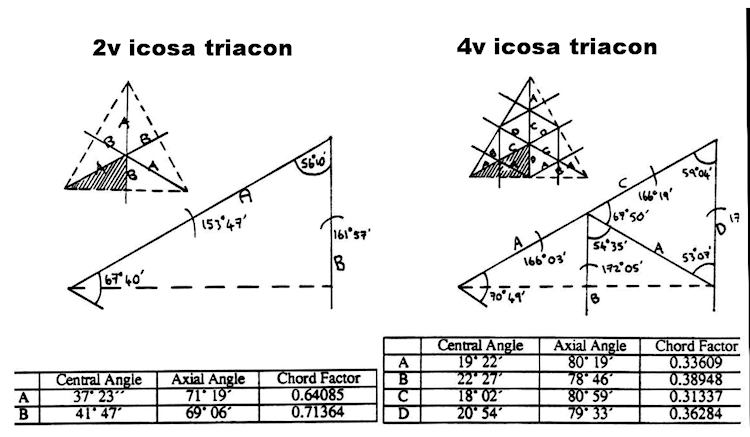 2v icosa triacon
4v icosa triacon
A
B
B
A
A
B
56°10′
A
153°47′
161°57′
B
67°40′
A
D
C
C
59°04′
C
166°19′
67°50′
17
D
A
54°35′
A
166°03′
53°07′
172°05′
70°49′
B
Central Angle Axial Angle Chord Factor
A 37° 23′′ 71° 19′ 0.64085
B 41° 47′ 69° 06′ 0.71364
Central Angle Axial Angle Chord Factor
A 19° 22′ 80° 19′ 0.33609
B 22° 27′ 78° 46′ 0.38948
C 18° 02′ 80° 59′ 0.31337
D 20° 54′ 79° 33′ 0.36284